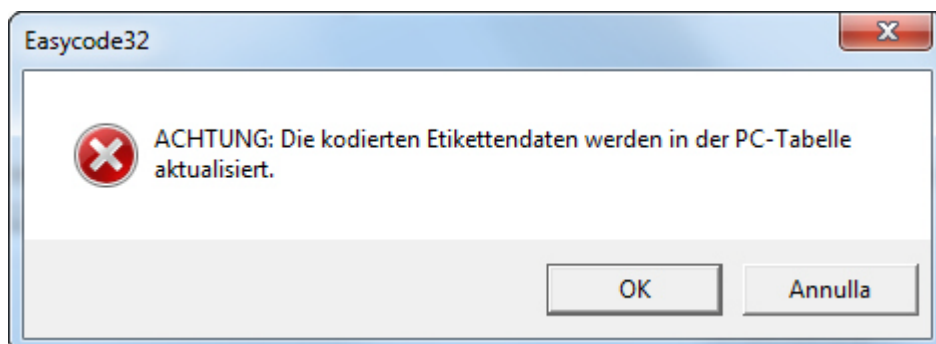 Easycode32
ACHTUNG: Die kodierten Etikettendaten werden in der PC-Tabelle
aktualisiert.
OK
Annulla